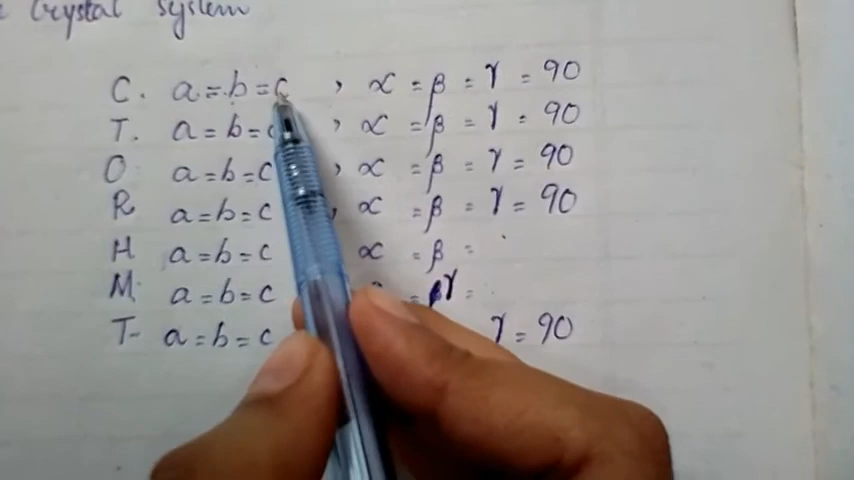 Crystal system
C. a = b = c , α = β = γ = 90
T. a = b = c , α = β = γ = 90
O a = b = c , α = β = γ = 90
R a = b = c , α = β = γ = 90
H a = b = c α = β =
M. a = b = c = γ =
T- a = b = c γ = 90